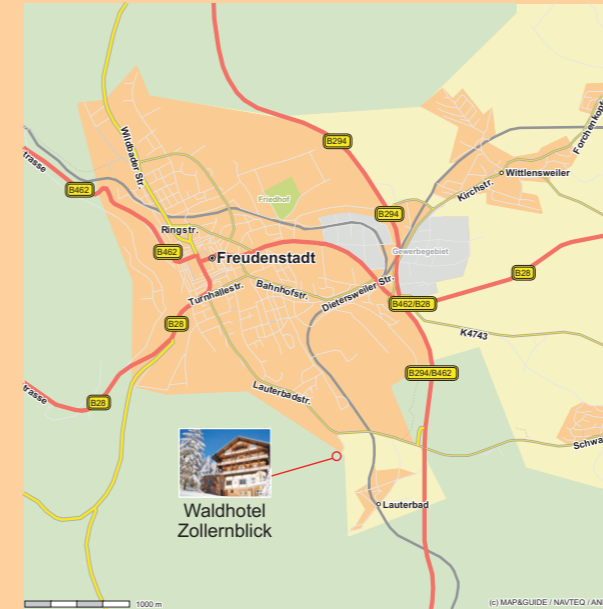 B294
Wildbader Str.
Forchenkopf
trasse
B462
Wittlensweiler
Kirchstr.
Friedhof
B294
Ringstr.
B462
Gewerbegebiet
Freudenstadt
B28
Turnhallestr.
Bahnhofstr.
Dietersweiler Str.
B462/B28
B28
K4743
B294/B462
trasse
B28
Lauterbadstr.
Schwa
Waldhotel
Zollernblick
Lauterbad
1000 m
(c) MAP&GUIDE / NAVTEQ / AN